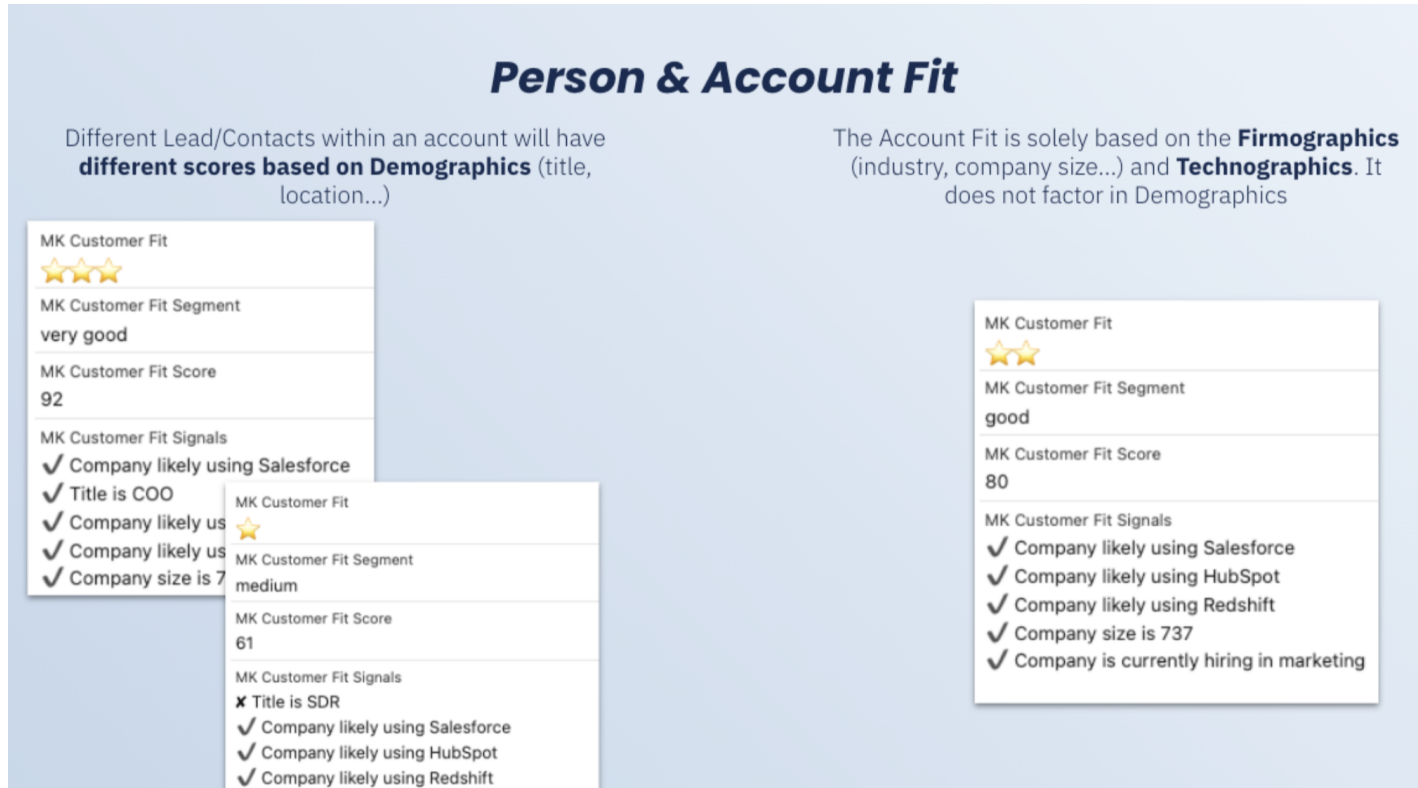 Person & Account Fit
Different Lead/Contacts within an account will have
different scores based on Demographics (title,
location...)
MK Customer Fit
⭐⭐⭐
MK Customer Fit Segment
very good
MK Customer Fit Score
92
MK Customer Fit Signals
✔ Company likely using Salesforce
✔ Title is COO
✔ Company likely us
✔ Company likely us
✔ Company size is 7
MK Customer Fit
⭐
MK Customer Fit Segment
medium
MK Customer Fit Score
61
MK Customer Fit Signals
✘ Title is SDR
✔ Company likely using Salesforce
✔ Company likely using HubSpot
✔ Company likely using Redshift
The Account Fit is solely based on the Firmographics
(industry, company size...) and Technographics. It
does not factor in Demographics
MK Customer Fit
⭐⭐
MK Customer Fit Segment
good
MK Customer Fit Score
80
MK Customer Fit Signals
✔ Company likely using Salesforce
✔ Company likely using HubSpot
✔ Company likely using Redshift
✔ Company size is 737
✔ Company is currently hiring in marketing